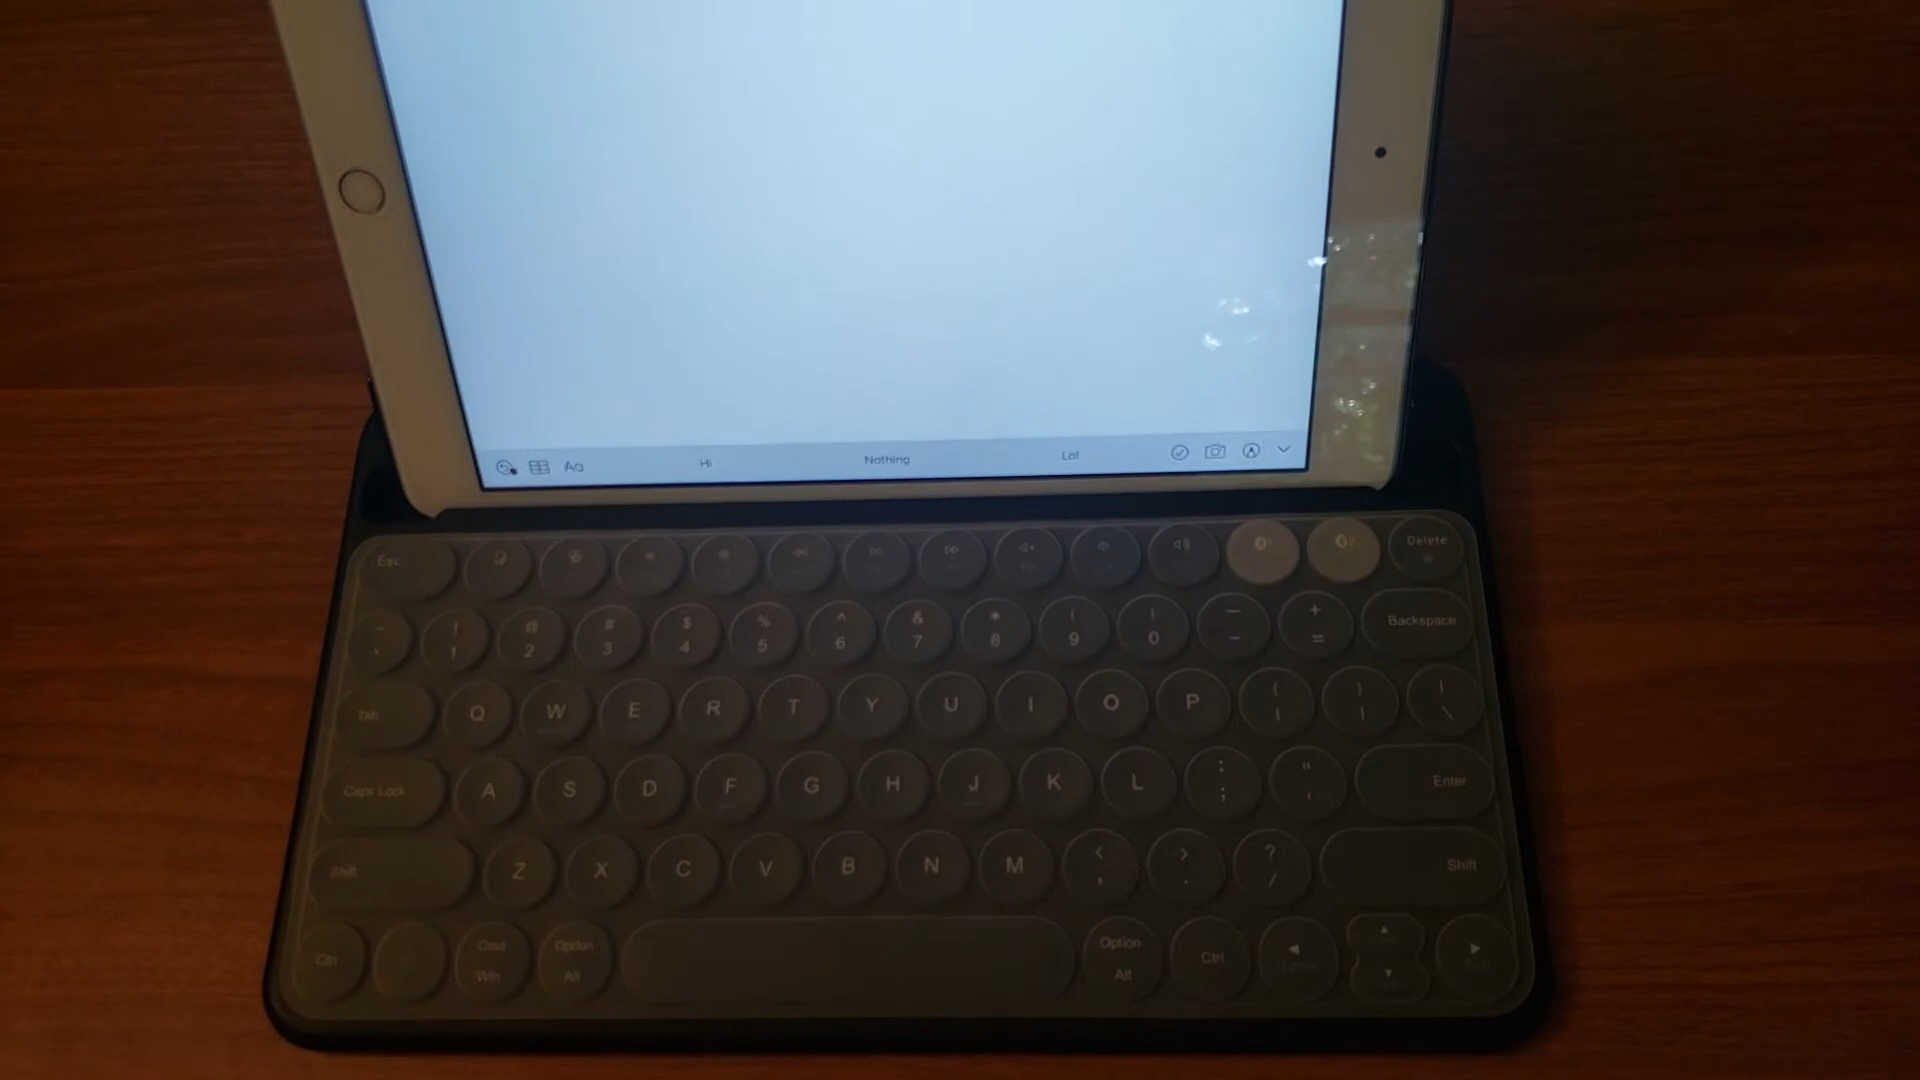 Aa Hi Nothing Lol
Esc Delete
~ ! @ # $ % ^ & * ( ) — + Backspace
` 1 2 3 4 5 6 7 8 9 0 - =
Tab Q W E R T Y U I O P { } |
[ ] \
Caps Lock A S D F G H J K L : " Enter
; '
Shift Z X C V B N M < > ? Shift
, . /
Ctrl Cmd Option Option Ctrl
Win Alt Alt